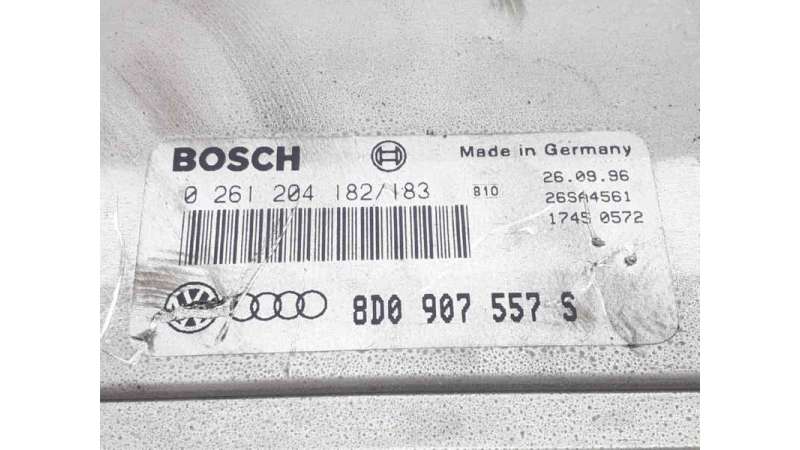 BOSCH
Made in Germany
0 261 204 182/183
810
26.09.96
26SA4561
1745 0572
8D0 907 557 S